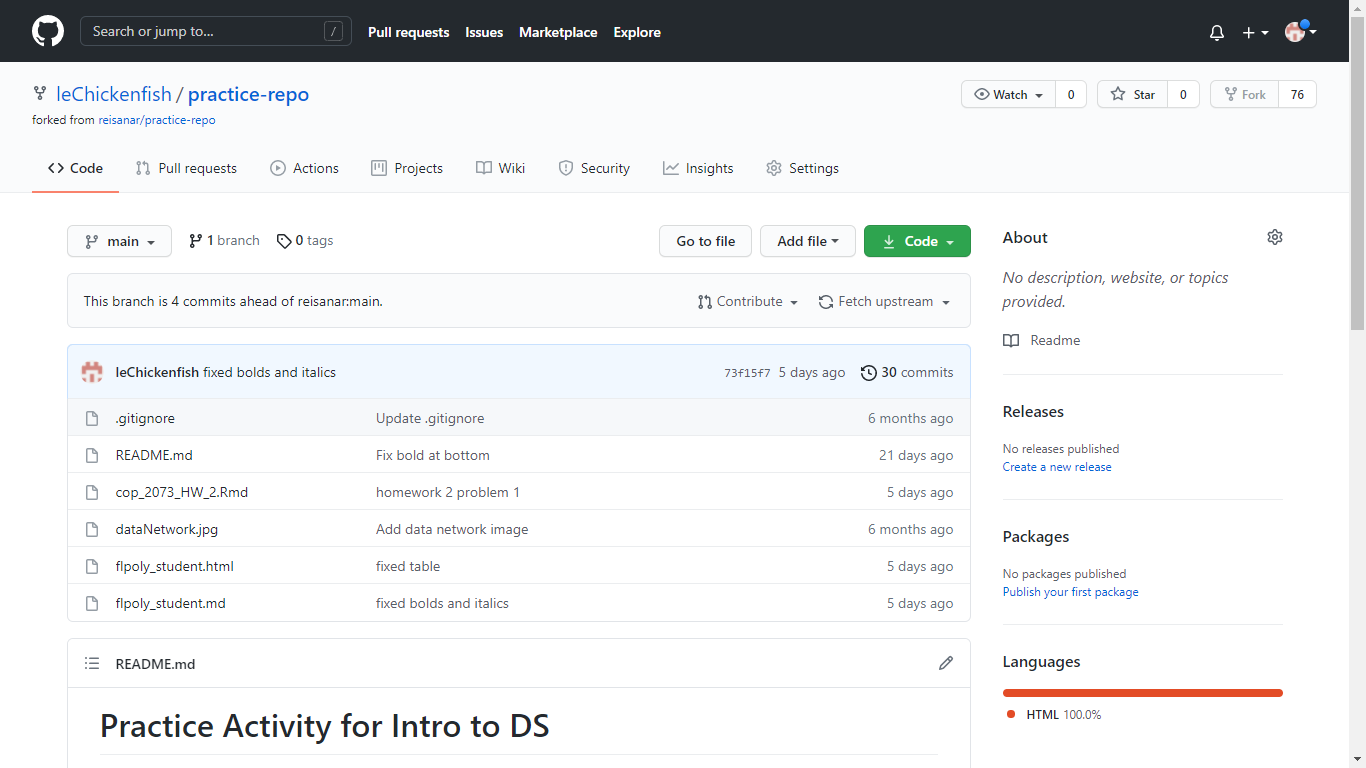 Search or jump to... /
Pull requests Issues Marketplace Explore
leChickenfish / practice-repo
Watch 0 Star 0 Fork 76
forked from reisanar/practice-repo
Code Pull requests Actions Projects Wiki Security Insights Settings
main 1 branch 0 tags
Go to file Add file Code
This branch is 4 commits ahead of reisanar:main.
Contribute Fetch upstream
leChickenfish fixed bolds and italics 73f15f7 5 days ago 30 commits
.gitignore Update .gitignore 6 months ago
README.md Fix bold at bottom 21 days ago
cop_2073_HW_2.Rmd homework 2 problem 1 5 days ago
dataNetwork.jpg Add data network image 6 months ago
flpoly_student.html fixed table 5 days ago
flpoly_student.md fixed bolds and italics 5 days ago
README.md
Practice Activity for Intro to DS
About
No description, website, or topics
provided.
Readme
Releases
No releases published
Create a new release
Packages
No packages published
Publish your first package
Languages
HTML 100.0%